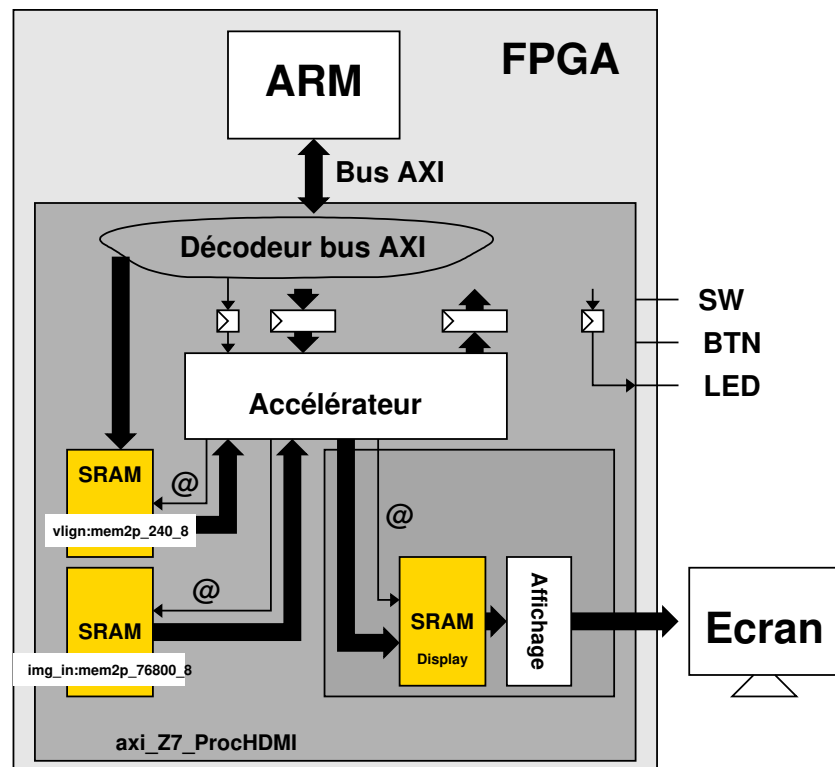 FPGA
ARM
Bus AXI
Décodeur bus AXI
SW
BTN
LED
Accélérateur
SRAM
@
vlign:mem2p_240_8
@
@
SRAM
img_in:mem2p_76800_8
SRAM
Display
Affichage
Ecran
axi_Z7_ProcHDMI